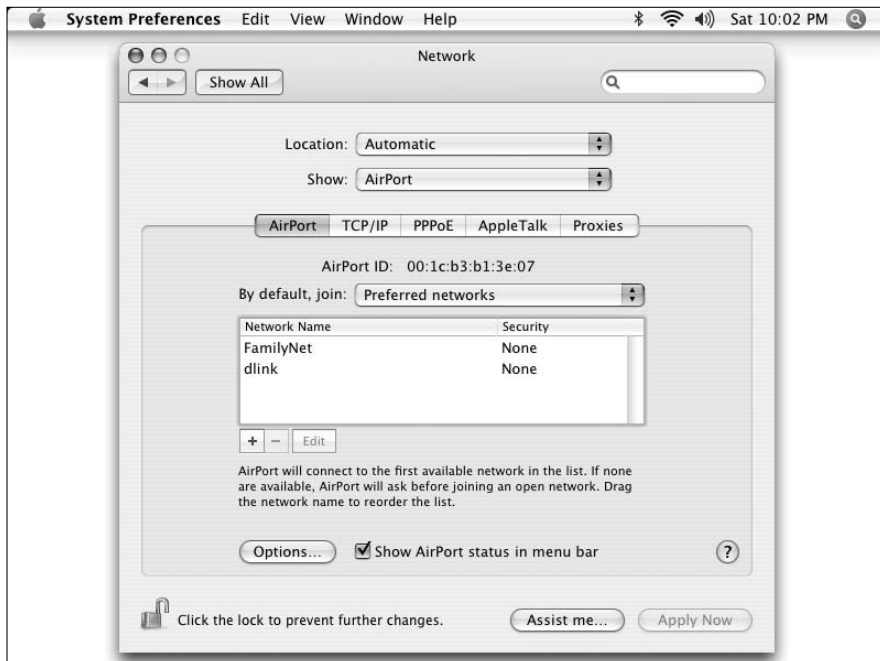 System Preferences Edit View Window Help Sat 10:02 PM
Network
Show All
Location: Automatic
Show: AirPort
AirPort TCP/IP PPPoE AppleTalk Proxies
AirPort ID: 00:1c:b3:b1:3e:07
By default, join: Preferred networks
Network Name Security
FamilyNet None
dlink None
+ − Edit
AirPort will connect to the first available network in the list. If none
are available, AirPort will ask before joining an open network. Drag
the network name to reorder the list.
Options... Show AirPort status in menu bar ?
Click the lock to prevent further changes. Assist me... Apply Now